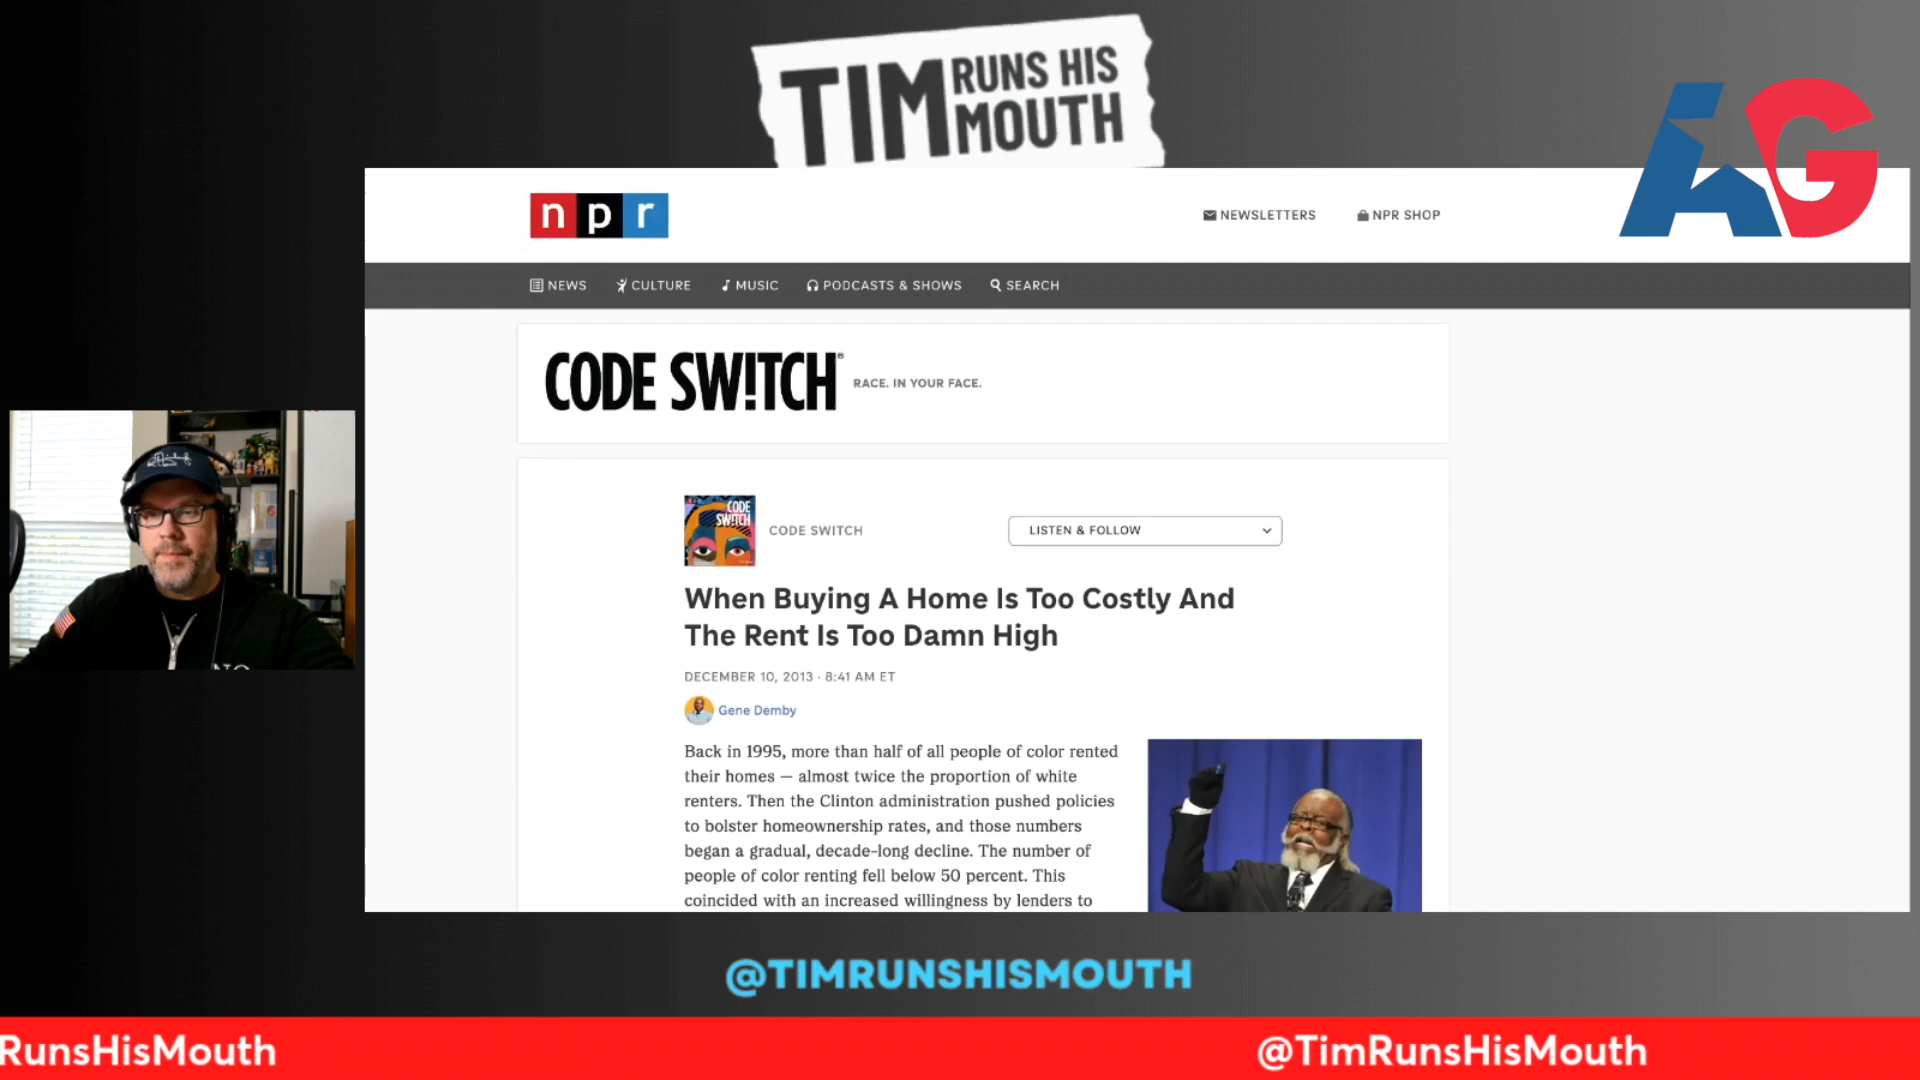 TIM RUNS HIS MOUTH
AG
npr
NEWSLETTERS
NPR SHOP
NEWS
CULTURE
MUSIC
PODCASTS & SHOWS
SEARCH
CODE SW!TCH®
RACE. IN YOUR FACE.
CODE SW!TCH
CODE SWITCH
LISTEN & FOLLOW
When Buying A Home Is Too Costly And
The Rent Is Too Damn High
DECEMBER 10, 2013 · 8:41 AM ET
Gene Demby
Back in 1995, more than half of all people of color rented
their homes — almost twice the proportion of white
renters. Then the Clinton administration pushed policies
to bolster homeownership rates, and those numbers
began a gradual, decade-long decline. The number of
people of color renting fell below 50 percent. This
coincided with an increased willingness by lenders to
@TIMRUNSHISMOUTH
RunsHisMouth
@TimRunsHisMouth